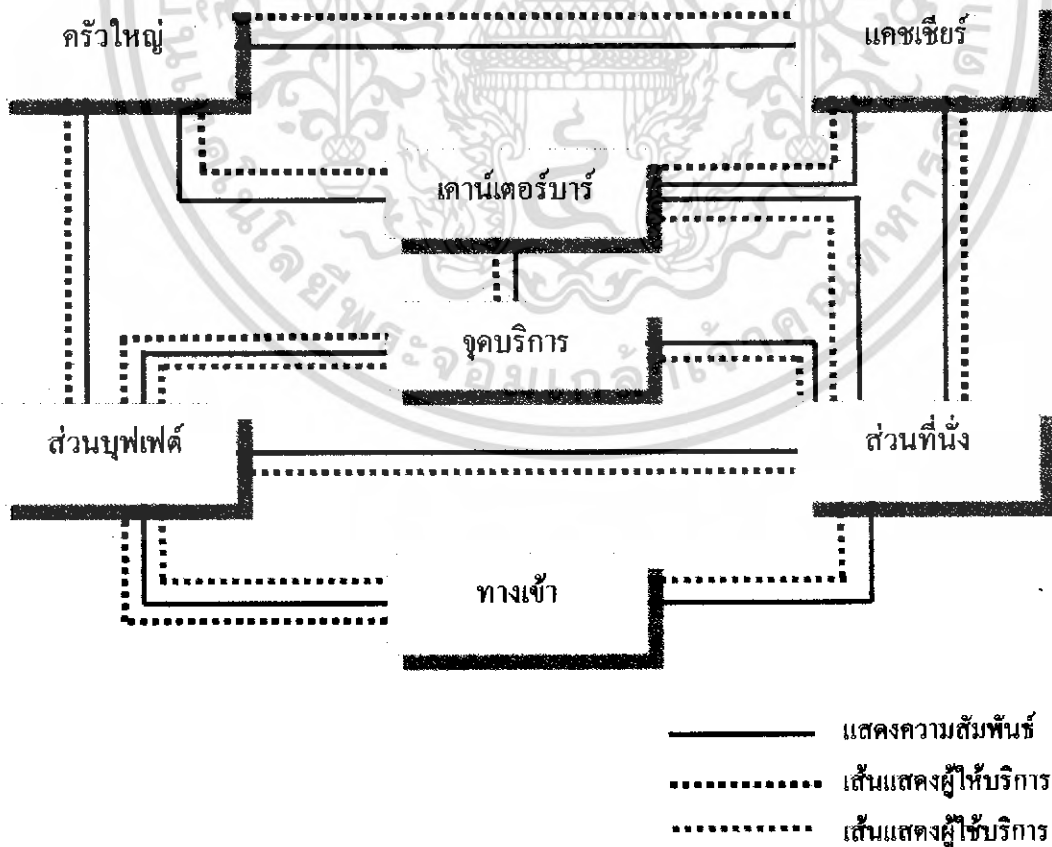 ครัวใหญ่
แคชเชียร์
เคาน์เตอร์บาร์
จุดบริการ
ส่วนบุฟเฟต์
ส่วนที่นั่ง
ทางเข้า
แสดงความสัมพันธ์
เส้นแสดงผู้ให้บริการ
เส้นแสดงผู้ใช้บริการ